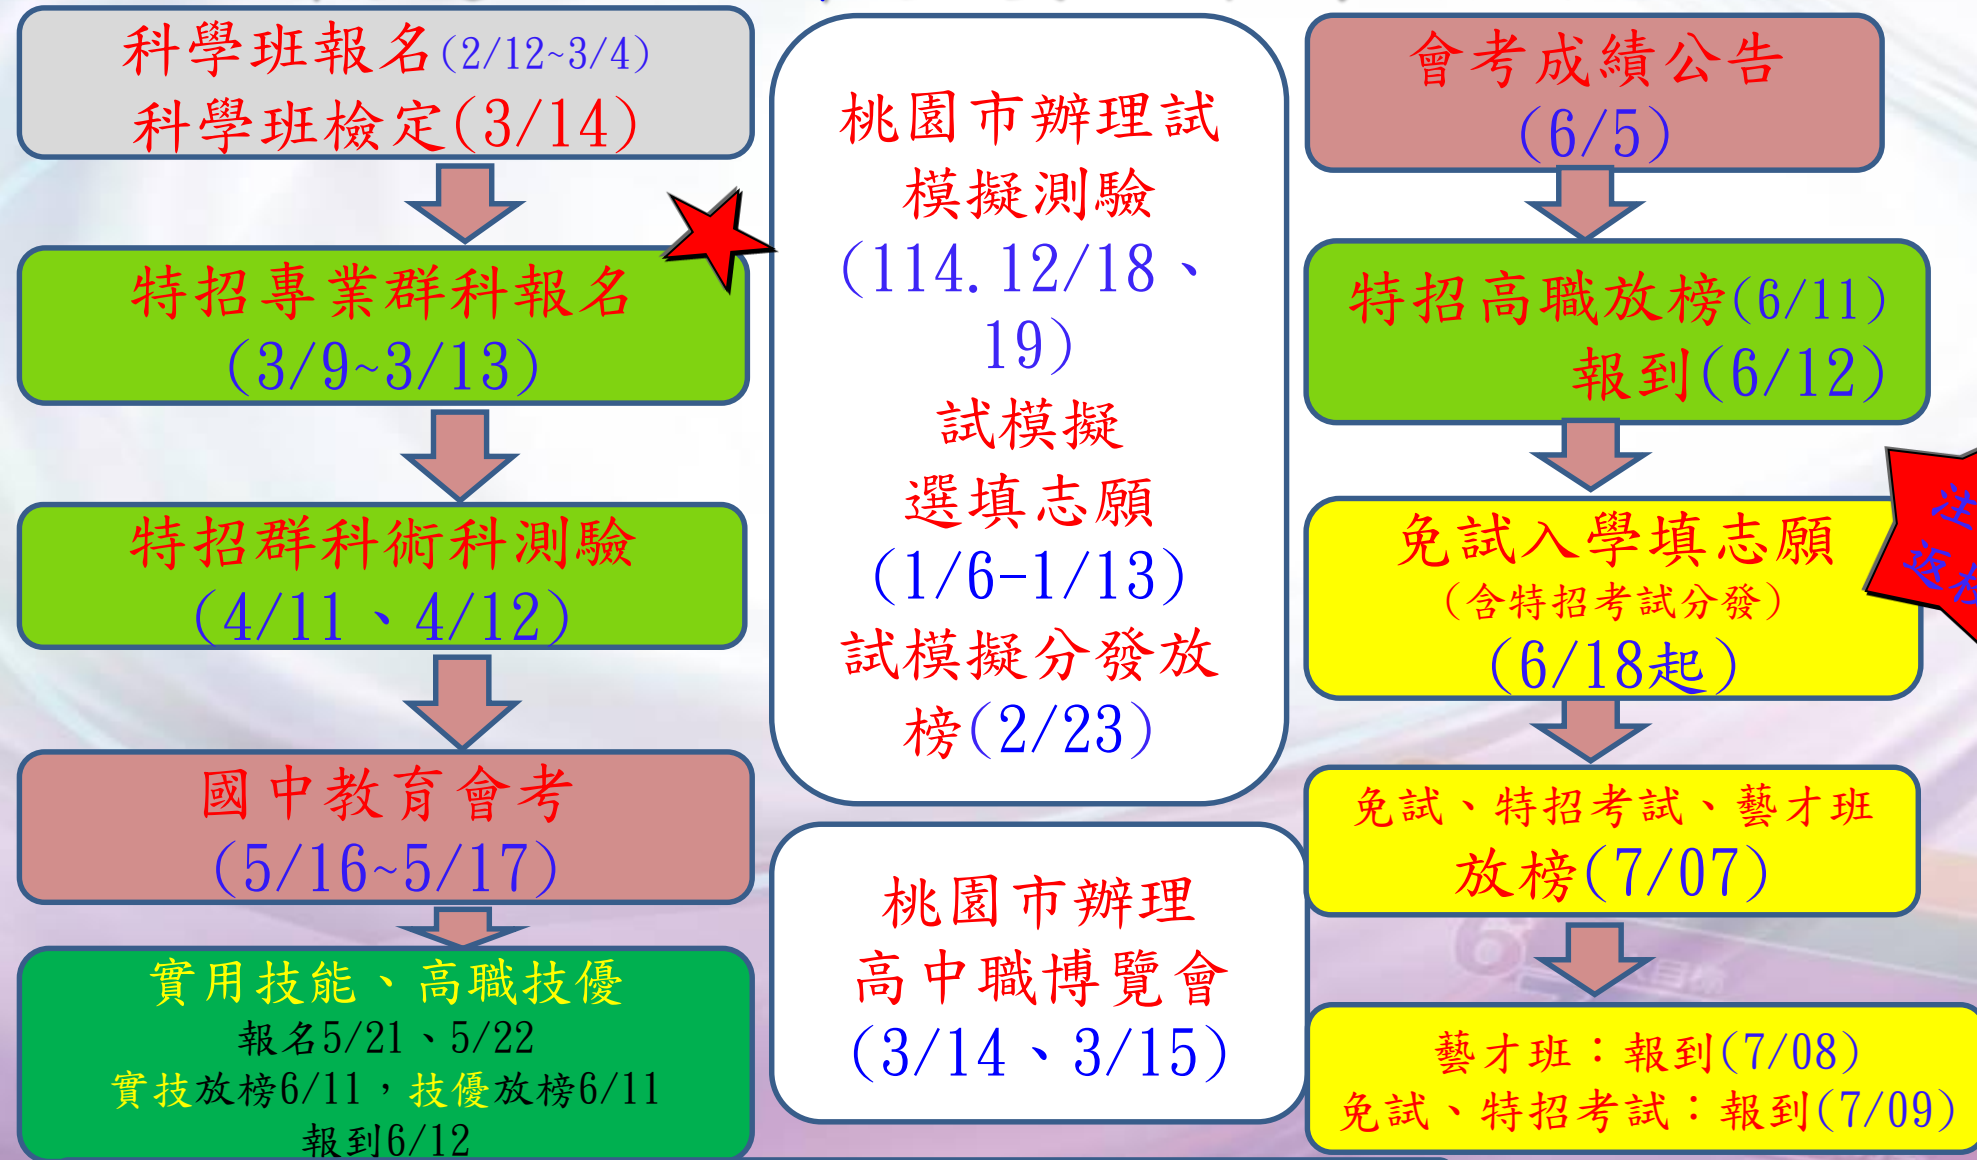 科學班報名(2/12~3/4)
科學班檢定(3/14)
特招專業群科報名
(3/9~3/13)
特招群科術科測驗
(4/11、4/12)
國中教育會考
(5/16~5/17)
實用技能、高職技優
報名5/21、5/22
實技放榜6/11，技優放榜6/11
報到6/12
桃園市辦理試
模擬測驗
(114.12/18、
19)
試模擬
選填志願
(1/6-1/13)
試模擬分發放
榜(2/23)
桃園市辦理
高中職博覽會
(3/14、3/15)
會考成績公告
(6/5)
特招高職放榜(6/11)
報到(6/12)
免試入學填志願
(含特招考試分發)
(6/18起)
注
返校
免試、特招考試、藝才班
放榜(7/07)
藝才班：報到(7/08)
免試、特招考試：報到(7/09)